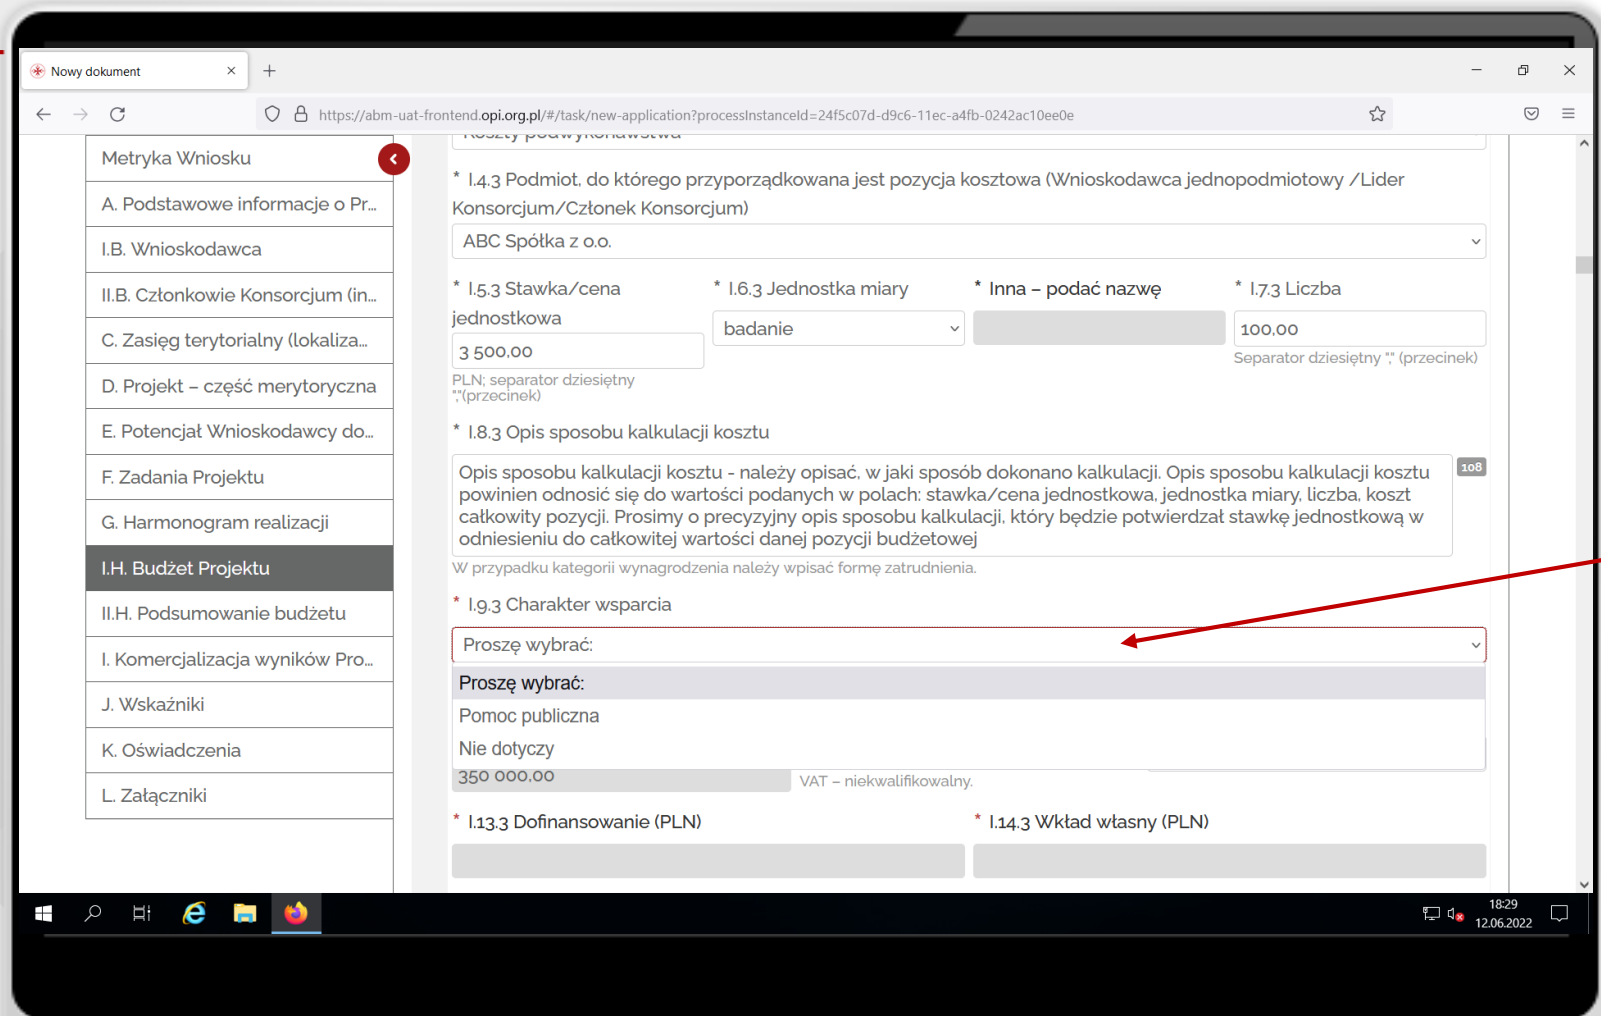 Nowy dokument
https://abm-uat-frontend.opi.org.pl/#/task/new-application?processInstanceId=24f5c07d-d9c6-11ec-a4fb-0242ac10ee0e
Metryka Wniosku
A. Podstawowe informacje o Pr...
I.B. Wnioskodawca
II.B. Członkowie Konsorcjum (in...
C. Zasięg terytorialny (lokaliza...
D. Projekt – część merytoryczna
E. Potencjał Wnioskodawcy do...
F. Zadania Projektu
G. Harmonogram realizacji
I.H. Budżet Projektu
II.H. Podsumowanie budżetu
I. Komercjalizacja wyników Pro...
J. Wskaźniki
K. Oświadczenia
L. Załączniki
Koszty podwykonawstwa
* I.4.3 Podmiot, do którego przyporządkowana jest pozycja kosztowa (Wnioskodawca jednopodmiotowy /Lider
Konsorcjum/Członek Konsorcjum)
ABC Spółka z o.o.
* I.5.3 Stawka/cena
jednostkowa
3 500,00
PLN; separator dziesiętny
","(przecinek)
* I.6.3 Jednostka miary
badanie
* Inna – podać nazwę
* I.7.3 Liczba
100,00
Separator dziesiętny "," (przecinek)
* I.8.3 Opis sposobu kalkulacji kosztu
Opis sposobu kalkulacji kosztu - należy opisać, w jaki sposób dokonano kalkulacji. Opis sposobu kalkulacji kosztu
powinien odnosić się do wartości podanych w polach: stawka/cena jednostkowa, jednostka miary, liczba, koszt
całkowity pozycji. Prosimy o precyzyjny opis sposobu kalkulacji, który będzie potwierdzał stawkę jednostkową w
odniesieniu do całkowitej wartości danej pozycji budżetowej
108
W przypadku kategorii wynagrodzenia należy wpisać formę zatrudnienia.
* I.9.3 Charakter wsparcia
Proszę wybrać:
Proszę wybrać:
Pomoc publiczna
Nie dotyczy
350 000,00
VAT – niekwalifikowalny.
* I.13.3 Dofinansowanie (PLN)
* I.14.3 Wkład własny (PLN)
18:29
12.06.2022